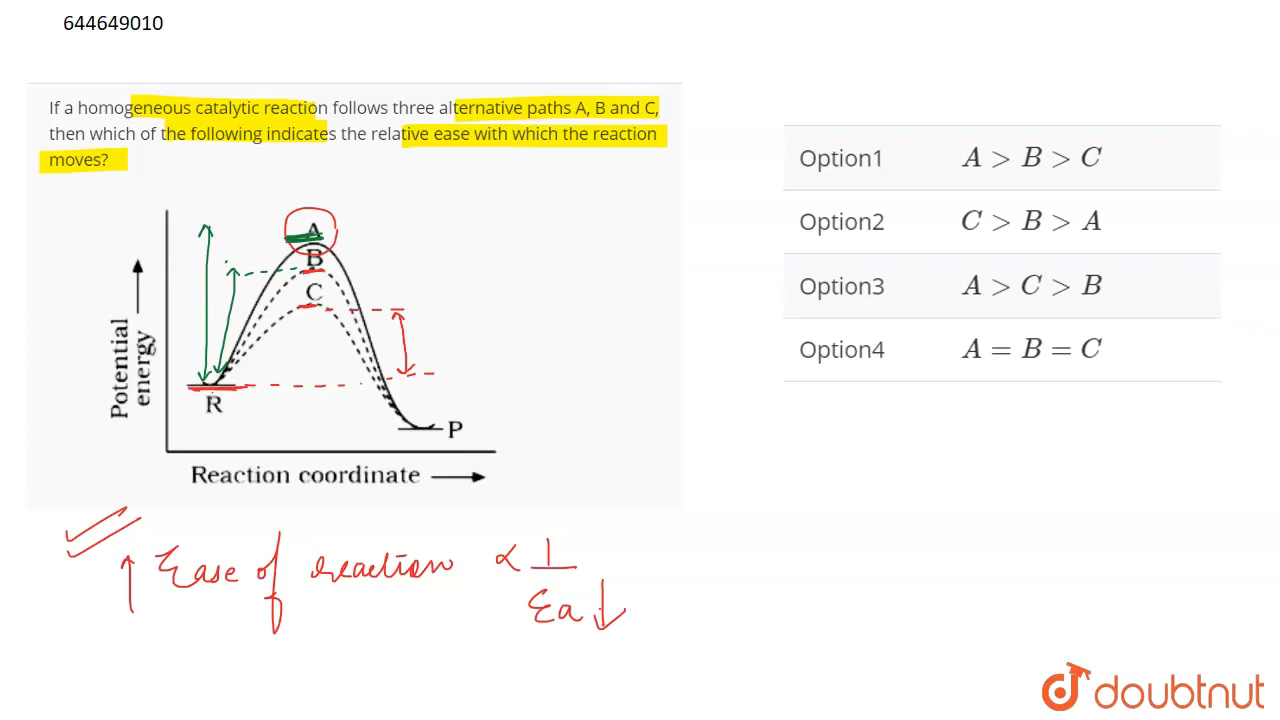 644649010
If a homogeneous catalytic reaction follows three alternative paths A, B and C,
then which of the following indicates the relative ease with which the reaction
moves?
Option1 A > B > C
Option2 C > B > A
Option3 A > C > B
Option4 A = B = C
A
B
C
Potential
energy
R
P
Reaction coordinate
↑ Ease of reaction ∝ 1
Ea ↓
doubtnut